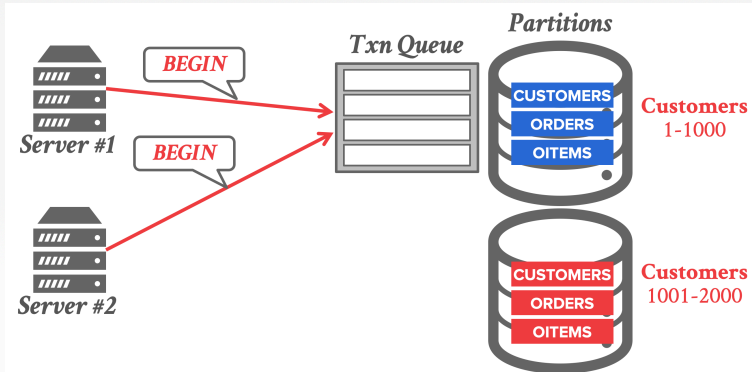 Partitions
Txn Queue
BEGIN
Server #1
BEGIN
Server #2
CUSTOMERS
ORDERS
OITEMS
Customers
1-1000
CUSTOMERS
ORDERS
OITEMS
Customers
1001-2000